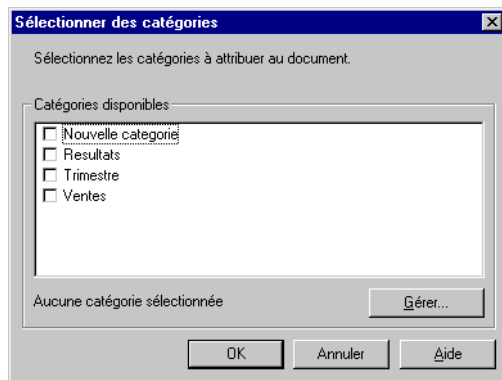 Sélectionner des catégories
Sélectionnez les catégories à attribuer au document.
Catégories disponibles
Nouvelle categorie
Resultats
Trimestre
Ventes
Aucune catégorie sélectionnée
Gérer...
OK
Annuler
Aide